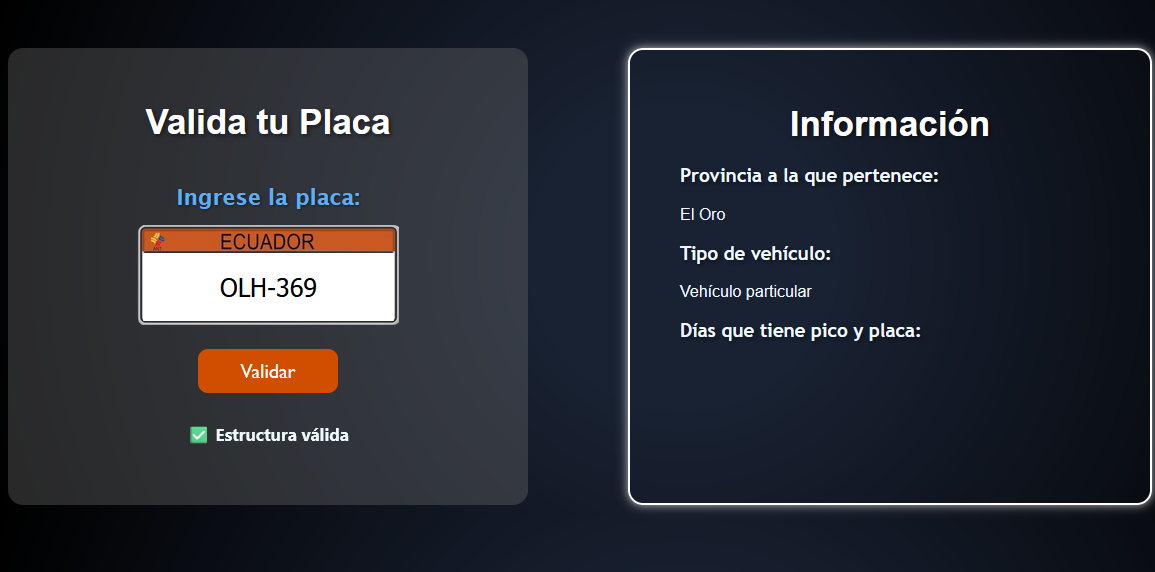 Valida tu Placa
Ingrese la placa:
ECUADOR
OLH-369
Validar
Estructura válida
Información
Provincia a la que pertenece:
El Oro
Tipo de vehículo:
Vehículo particular
Días que tiene pico y placa: